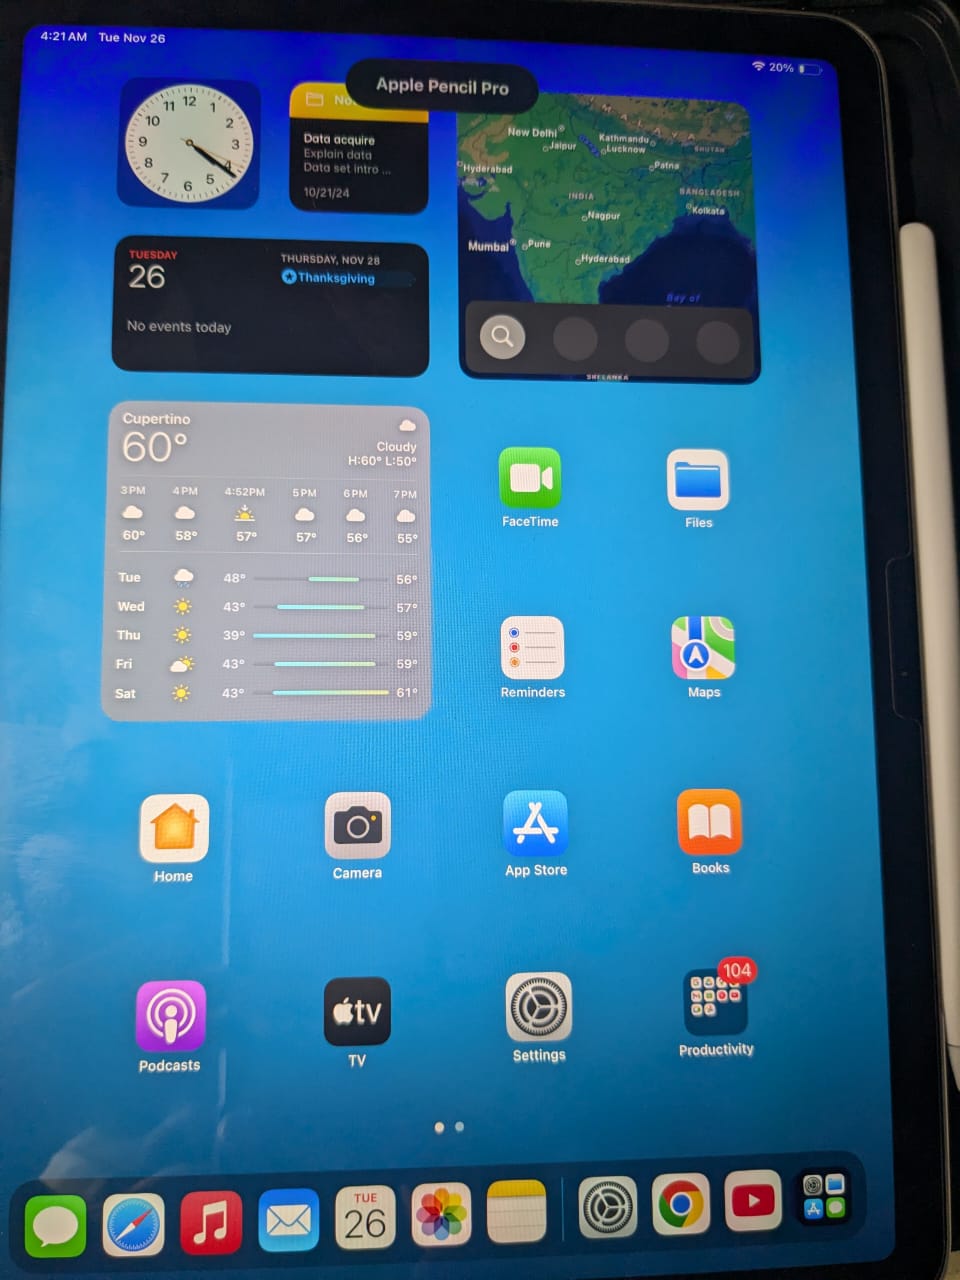 4:21AM Tue Nov 26
20%
Apple Pencil Pro
12
1
2
3
4
5
6
7
8
9
10
11
No
Data acquire
Explain data
Data set intro ...
10/21/24
New Delhi
Jaipur
Kathmandu
Lucknow
BHUTAN
Patna
Hyderabad
INDIA
BANGLADESH
Kolkata
Nagpur
Mumbai
Pune
Hyderabad
Bay of
SRI LANKA
TUESDAY
26
No events today
THURSDAY, NOV 28
Thanksgiving
Cupertino
60°
Cloudy
H:60° L:50°
3PM 4PM 4:52PM 5PM 6PM 7PM
60° 58° 57° 57° 56° 55°
Tue 48° 56°
Wed 43° 57°
Thu 39° 59°
Fri 43° 59°
Sat 43° 61°
FaceTime
Files
Reminders
Maps
Home
Camera
App Store
Books
tv
104
Podcasts
TV
Settings
Productivity
TUE
26